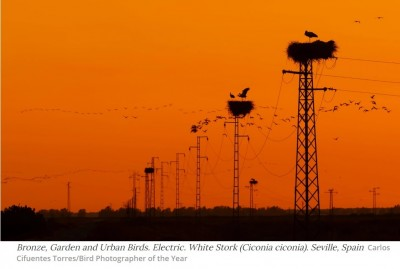 Bronze, Garden and Urban Birds. Electric. White Stork (Ciconia ciconia). Seville, Spain Carlos
Cifuentes Torres/Bird Photographer of the Year